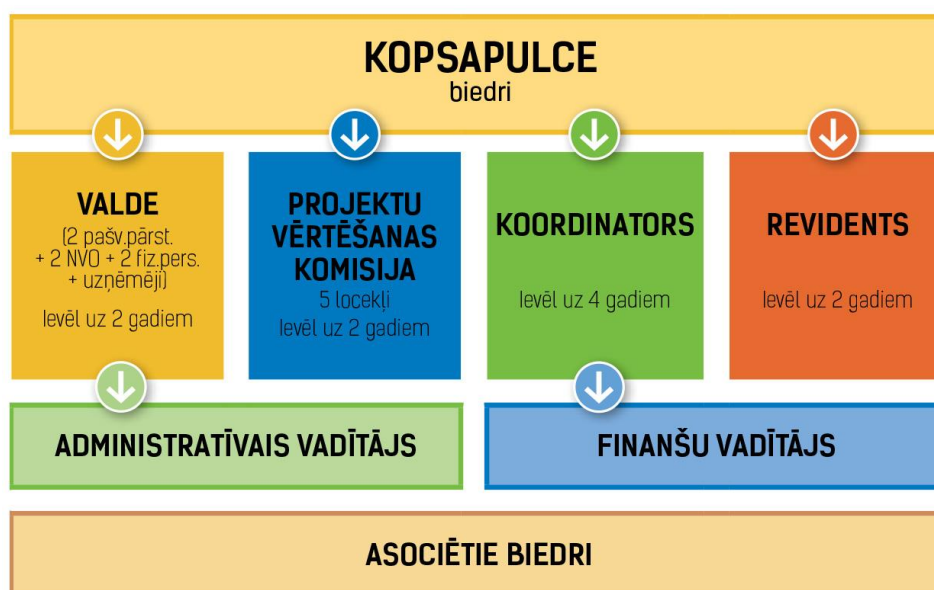 KOPSAPULCE
biedri
VALDE
(2 pašv.pārst.
+ 2 NVO + 2 fiz.pers.
+ uzņēmēji)
Ievēl uz 2 gadiem
PROJEKTU
VĒRTĒŠANAS
KOMISIJA
5 locekļi
Ievēl uz 2 gadiem
KOORDINATORS
Ievēl uz 4 gadiem
REVIDENTS
Ievēl uz 2 gadiem
ADMINISTRATĪVAIS VADĪTĀJS
FINANŠU VADĪTĀJS
ASOCIĒTIE BIEDRI